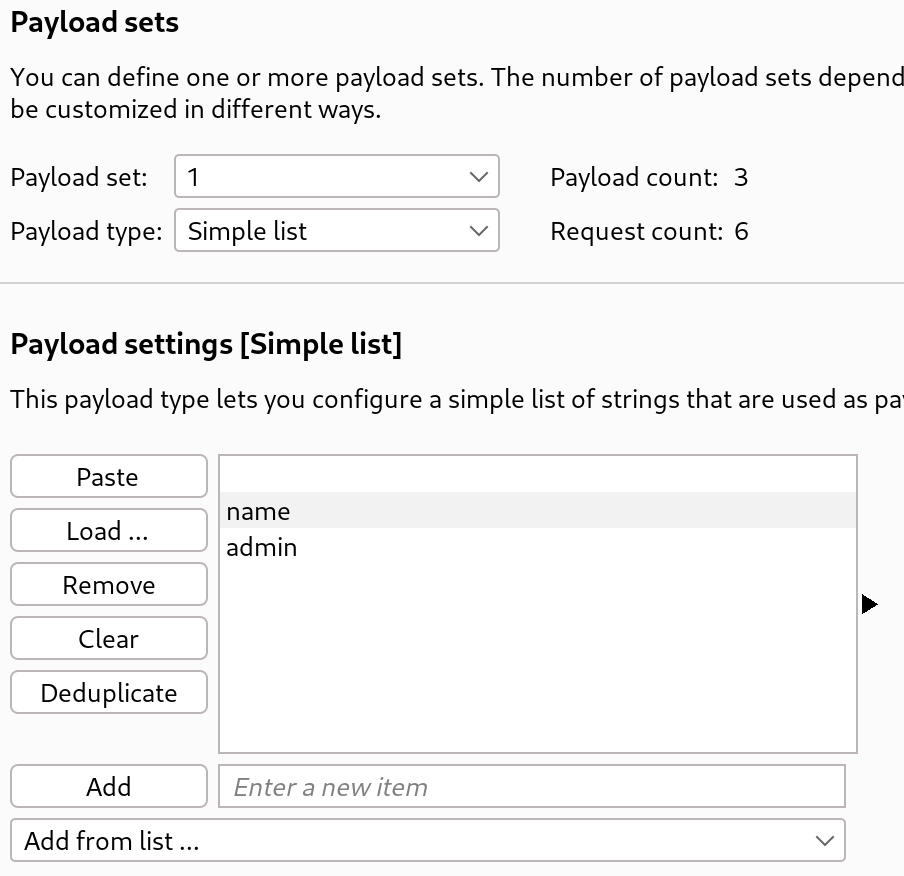 Payload sets
You can define one or more payload sets. The number of payload sets depend
be customized in different ways.
Payload set: 1 Payload count: 3
Payload type: Simple list Request count: 6
Payload settings [Simple list]
This payload type lets you configure a simple list of strings that are used as pa
Paste
Load ...
Remove
Clear
Deduplicate
name
admin
Add Enter a new item
Add from list ...